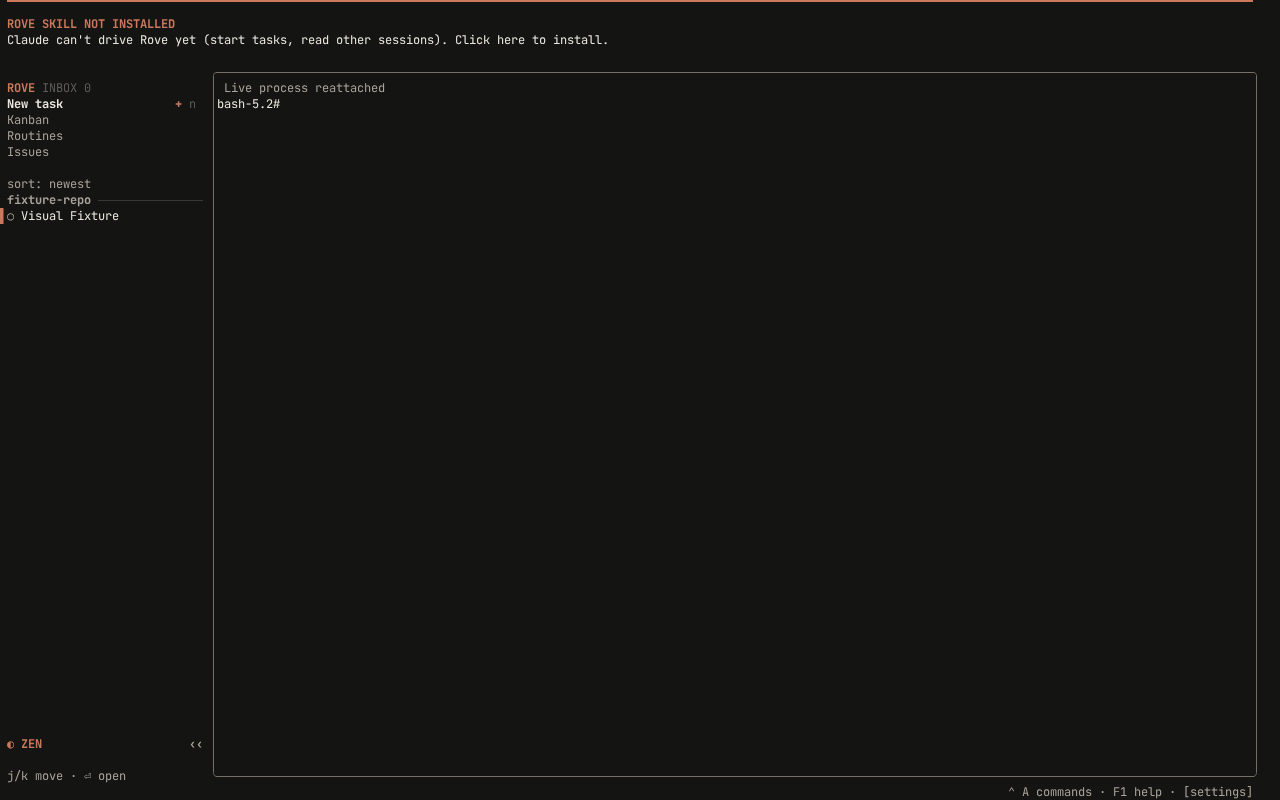 ROVE SKILL NOT INSTALLED
Claude can't drive Rove yet (start tasks, read other sessions). Click here to install.
ROVE INBOX 0
New task + n
Kanban
Routines
Issues
sort: newest
fixture-repo
○ Visual Fixture
Live process reattached
bash-5.2#
◐ ZEN ‹‹
j/k move · ⏎ open
⌃ A commands · F1 help · [settings]